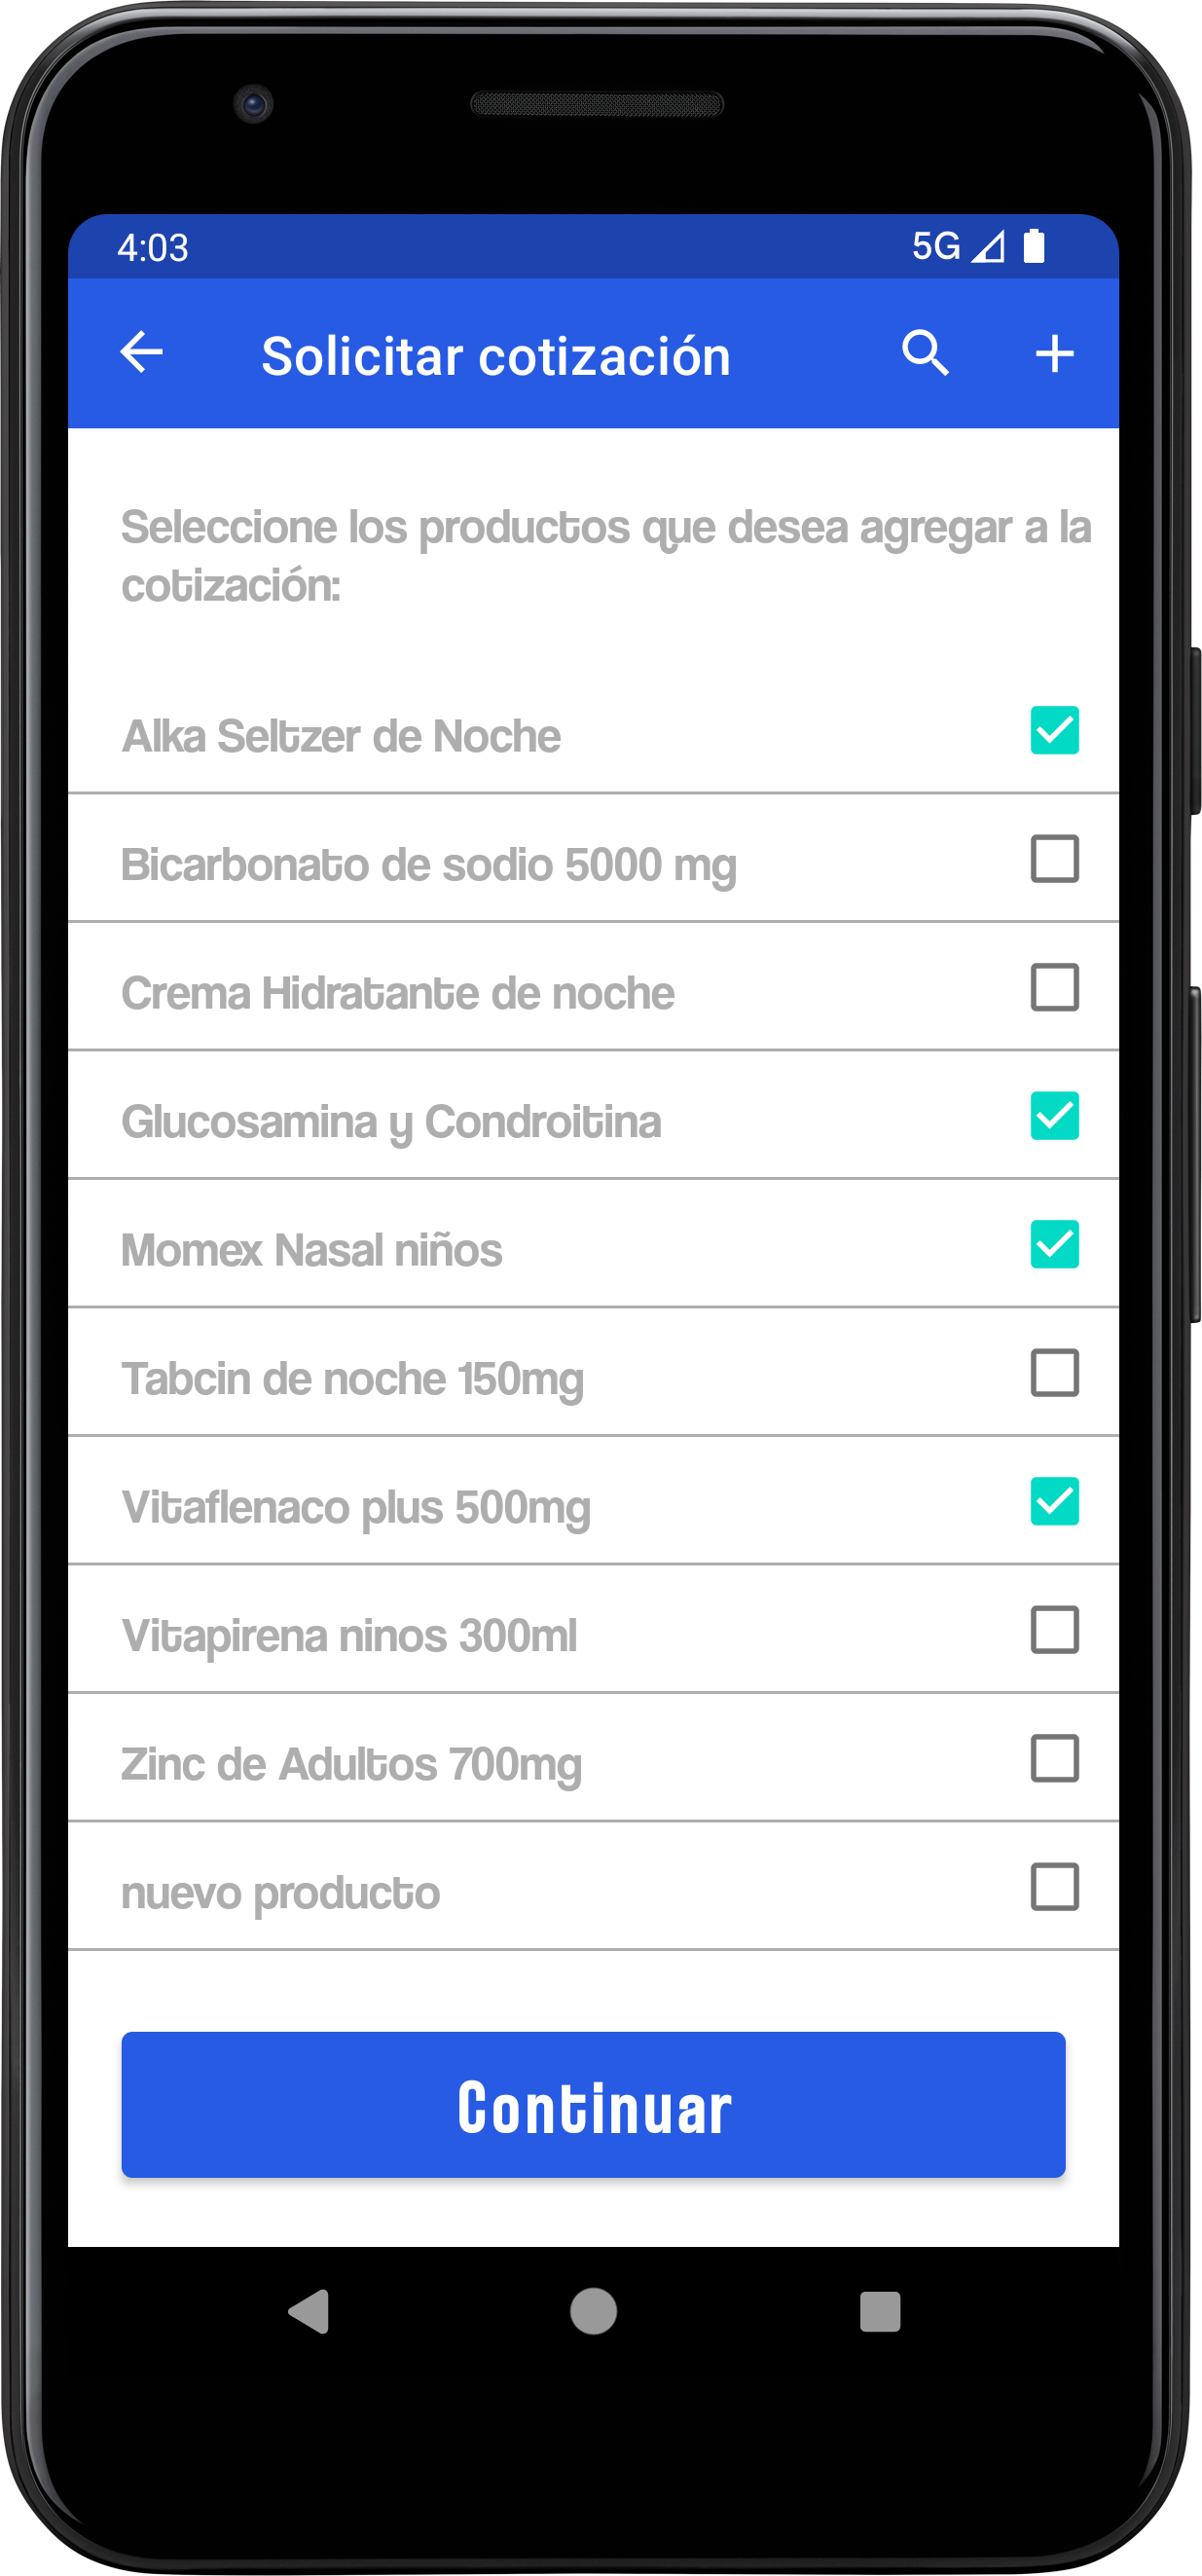 4:03 5G
Solicitar cotización
Seleccione los productos que desea agregar a la
cotización:
Alka Seltzer de Noche
Bicarbonato de sodio 5000 mg
Crema Hidratante de noche
Glucosamina y Condroitina
Momex Nasal niños
Tabcin de noche 150mg
Vitaflenaco plus 500mg
Vitapirena ninos 300ml
Zinc de Adultos 700mg
nuevo producto
Continuar